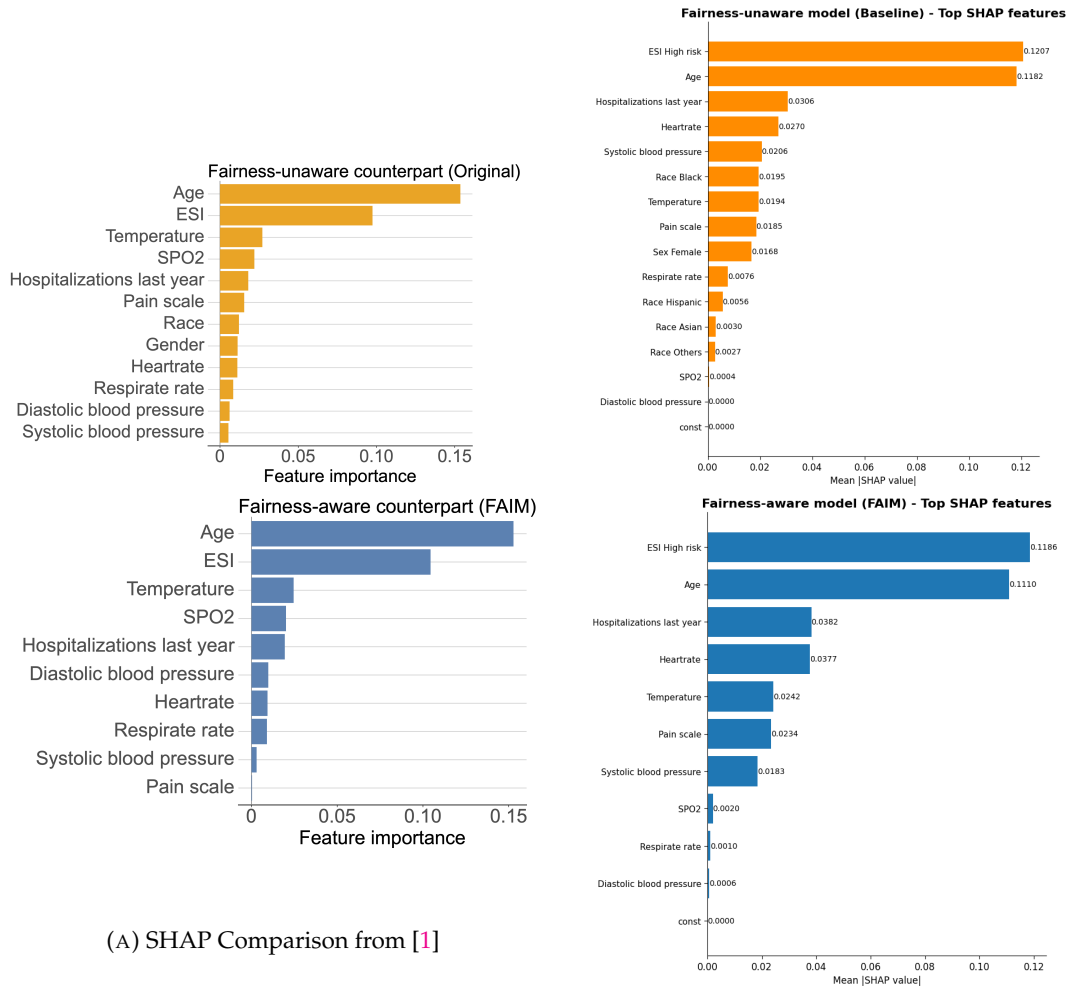 Fairness-unaware counterpart (Original)
Age
ESI
Temperature
SPO2
Hospitalizations last year
Pain scale
Race
Gender
Heartrate
Respirate rate
Diastolic blood pressure
Systolic blood pressure
0 0.05 0.10 0.15
Feature importance
Fairness-aware counterpart (FAIM)
Age
ESI
Temperature
SPO2
Hospitalizations last year
Diastolic blood pressure
Heartrate
Respirate rate
Systolic blood pressure
Pain scale
0 0.05 0.10 0.15
Feature importance
(A) SHAP Comparison from [1]
Fairness-unaware model (Baseline) - Top SHAP features
ESI High risk 0.1207
Age 0.1182
Hospitalizations last year 0.0306
Heartrate 0.0270
Systolic blood pressure 0.0206
Race Black 0.0195
Temperature 0.0194
Pain scale 0.0185
Sex Female 0.0168
Respirate rate 0.0076
Race Hispanic 0.0056
Race Asian 0.0030
Race Others 0.0027
SPO2 0.0004
Diastolic blood pressure 0.0000
const 0.0000
0.00 0.02 0.04 0.06 0.08 0.10 0.12
Mean |SHAP value|
Fairness-aware model (FAIM) - Top SHAP features
ESI High risk 0.1186
Age 0.1110
Hospitalizations last year 0.0382
Heartrate 0.0377
Temperature 0.0242
Pain scale 0.0234
Systolic blood pressure 0.0183
SPO2 0.0020
Respirate rate 0.0010
Diastolic blood pressure 0.0006
const 0.0000
0.00 0.02 0.04 0.06 0.08 0.10 0.12
Mean |SHAP value|